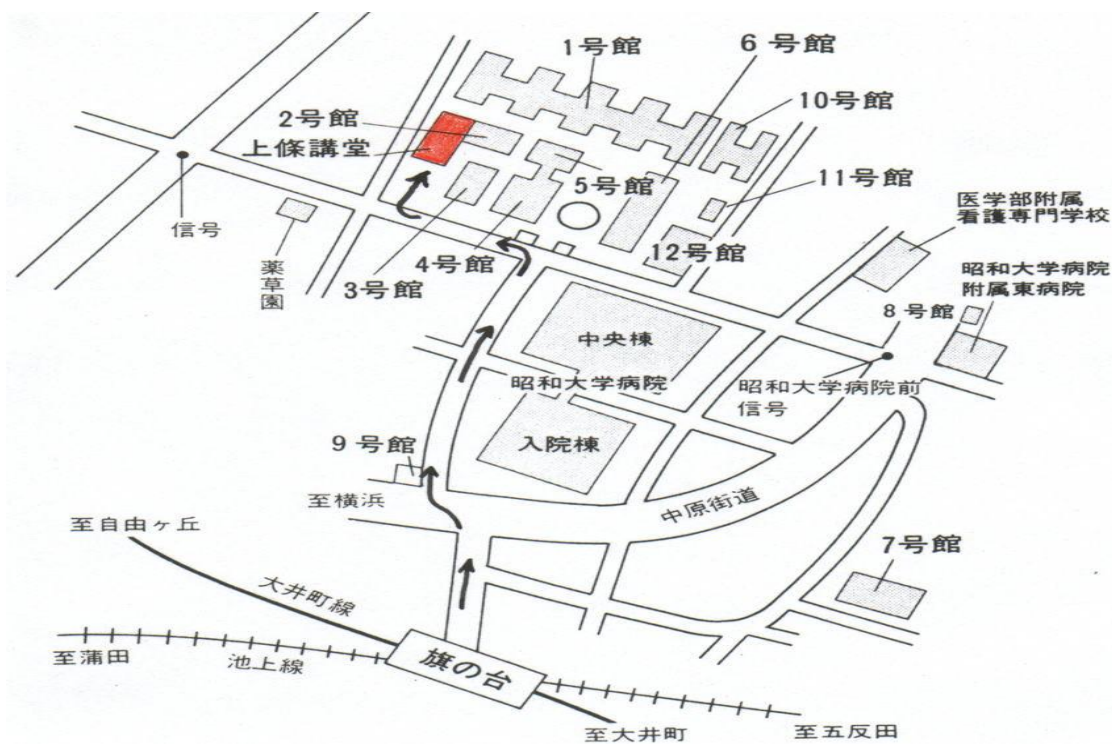 1号館
6号館
10号館
2号館
上條講堂
5号館
11号館
医学部附属
看護専門学校
信号
薬草園
4号館
3号館
12号館
昭和大学病院
附属東病院
8号館
中央棟
昭和大学病院
昭和大学病院前
信号
入院棟
9号館
至横浜
中原街道
至自由ヶ丘
7号館
大井町線
至蒲田
池上線
旗の台
至大井町
至五反田